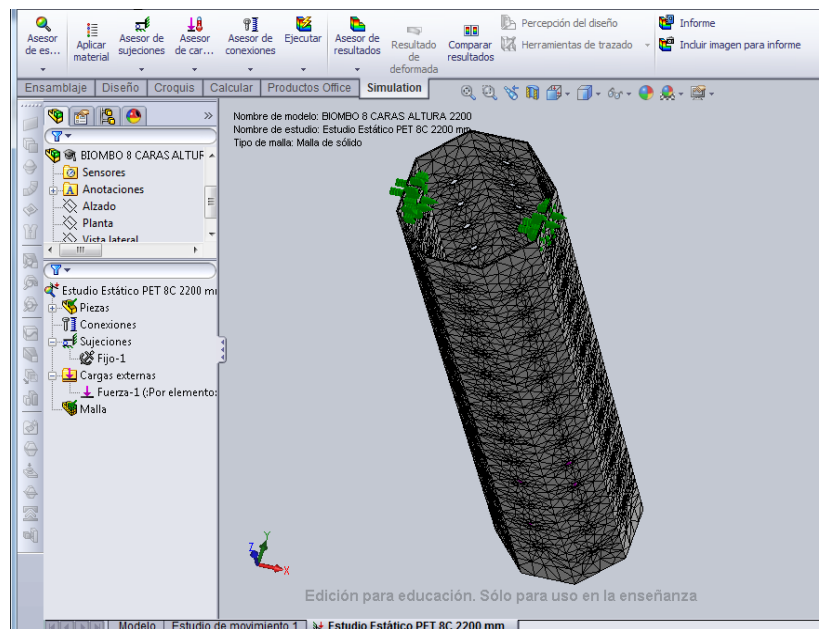 Asesor de es...
Aplicar material
Asesor de sujeciones
Asesor de car...
Asesor de conexiones
Ejecutar
Asesor de resultados
Resultado de deformada
Comparar resultados
Percepción del diseño
Herramientas de trazado
Informe
Incluir imagen para informe
Ensamblaje
Diseño
Croquis
Calcular
Productos Office
Simulation
BIOMBO 8 CARAS ALTUR
Sensores
Anotaciones
Alzado
Planta
Vista lateral
Nombre de modelo: BIOMBO 8 CARAS ALTURA 2200
Nombre de estudio: Estudio Estático PET 8C 2200 mm
Tipo de malla: Malla de sólido
Estudio Estático PET 8C 2200 mm
Piezas
Conexiones
Sujeciones
Fijo-1
Cargas externas
Fuerza-1 (:Por elemento:
Malla
Y
Z
X
Edición para educación. Sólo para uso en la enseñanza
Modelo
Estudio de movimiento 1
Estudio Estático PET 8C 2200 mm